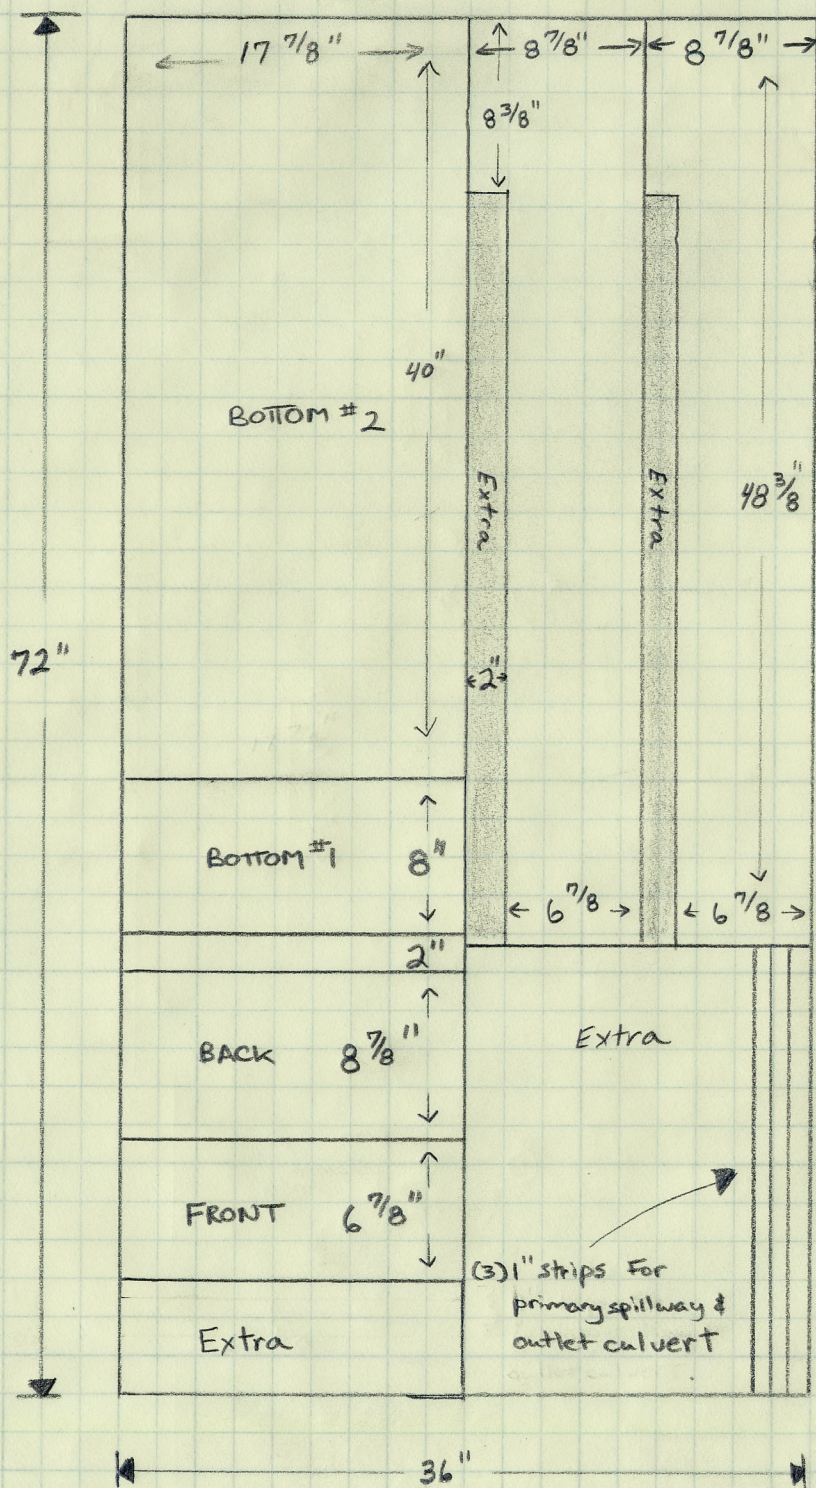 17 7/8"
8 7/8"
8 7/8"
8 3/8"
40"
BOTTOM #2
Extra
Extra
48 3/8"
72"
2"
BOTTOM #1
8"
6 7/8
6 7/8
2"
BACK
8 7/8"
Extra
FRONT
6 7/8"
(3) 1" strips For
primary spillway &
outlet culvert
Extra
36"